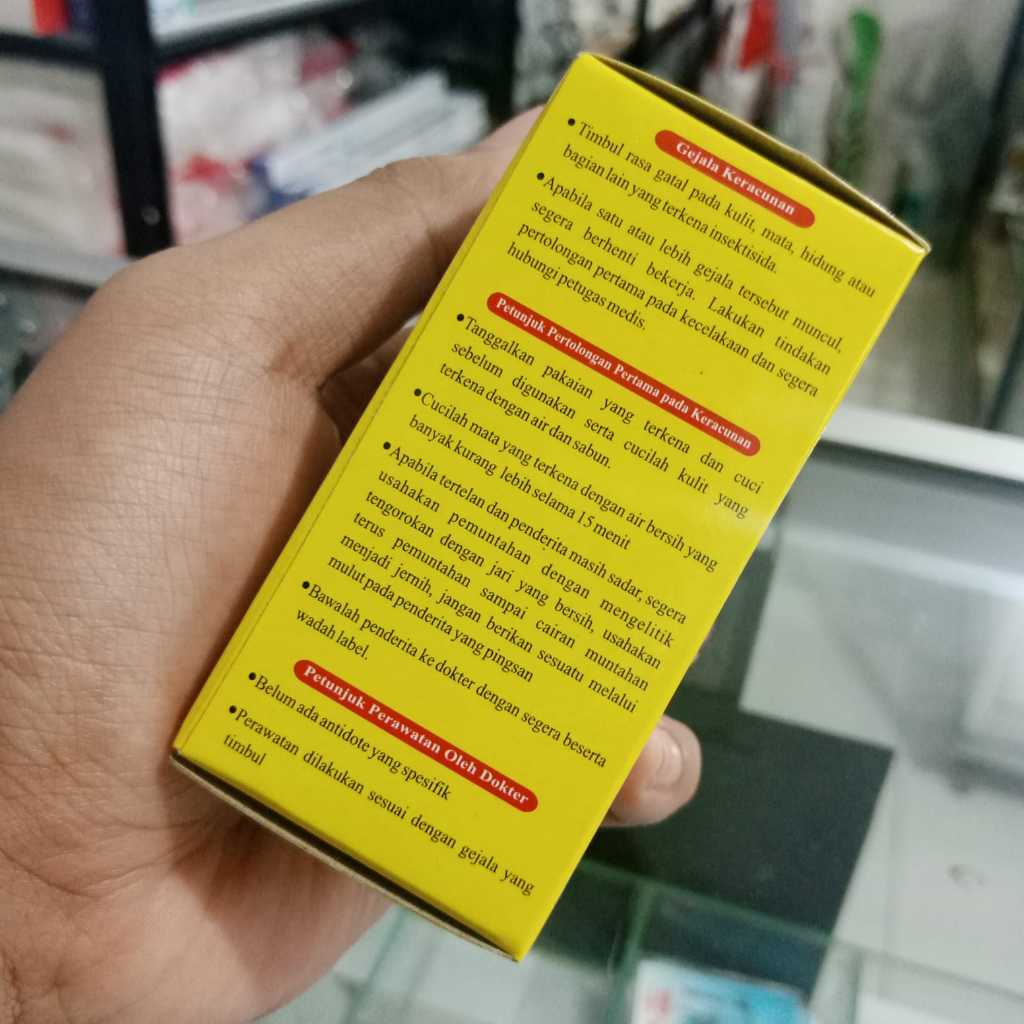 Gejala Keracunan
• Timbul rasa gatal pada kulit, mata, hidung atau
bagian lain yang terkena insektisida.
• Apabila satu atau lebih gejala tersebut muncul,
segera berhenti bekerja. Lakukan tindakan
pertolongan pertama pada kecelakaan dan segera
hubungi petugas medis.
Petunjuk Pertolongan Pertama pada Keracunan
• Tanggalkan pakaian yang terkena dan cuci
sebelum digunakan serta cucilah kulit yang
terkena dengan air dan sabun.
• Cucilah mata yang terkena dengan air bersih yang
banyak kurang lebih selama 15 menit
• Apabila tertelan dan penderita masih sadar, segera
usahakan pemuntahan dengan mengelitik
tengorokan dengan jari yang bersih, usahakan
terus pemuntahan sampai cairan muntahan
menjadi jernih, jangan berikan sesuatu melalui
mulut pada penderita yang pingsan
• Bawalah penderita ke dokter dengan segera beserta
wadah label.
Petunjuk Perawatan Oleh Dokter
• Belum ada antidote yang spesifik
• Perawatan dilakukan sesuai dengan gejala yang
timbul